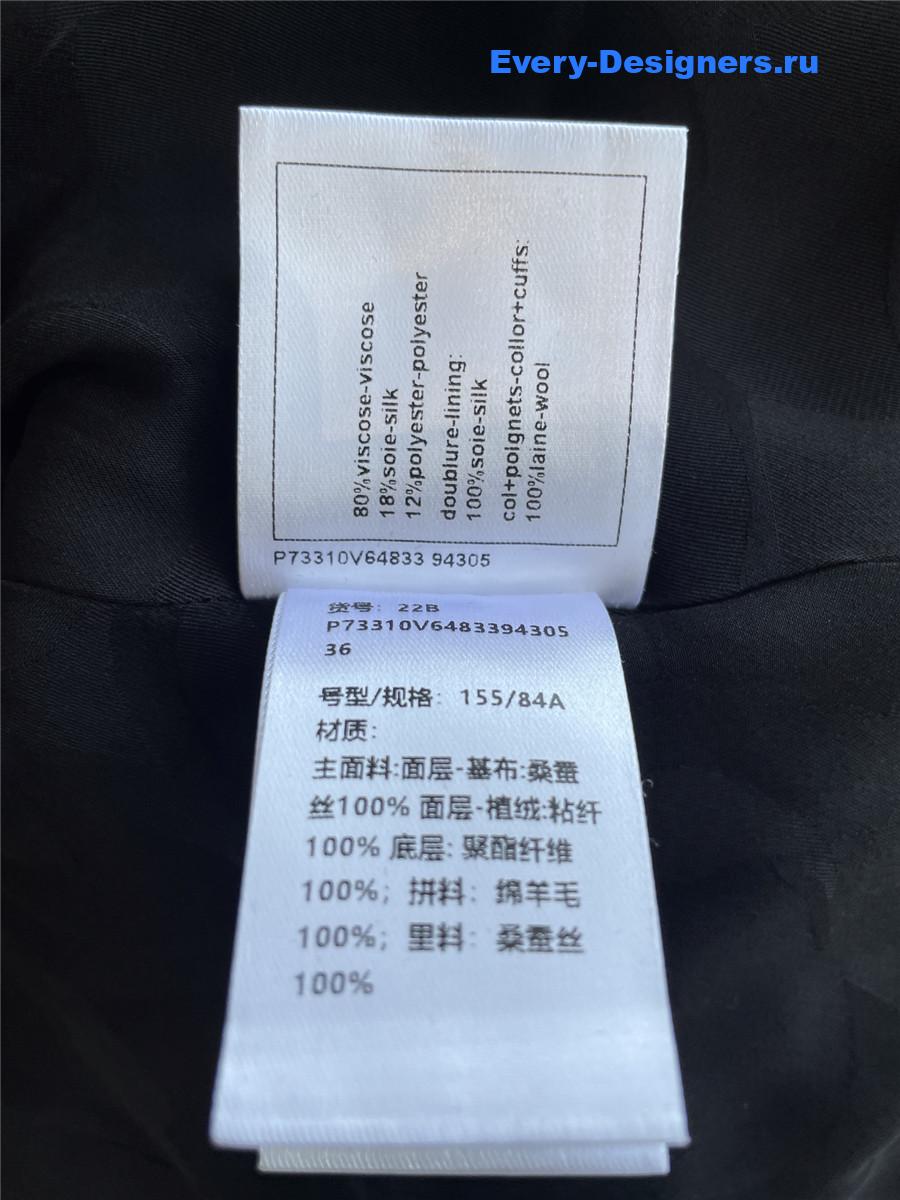 Every-Designers.ru
80%viscose-viscose
18%soie-silk
12%polyester-polyester
doublure-lining:
100%soie-silk
col+poignets-collor+cuffs:
100%laine-wool
P73310V64833 94305
货号: 22B
P73310V6483394305
36
号型/规格: 155/84A
材质:
主面料:面层-基布:桑蚕
丝100% 面层-植绒:粘纤
100% 底层: 聚酯纤维
100%; 拼料: 绵羊毛
100%; 里料: 桑蚕丝
100%